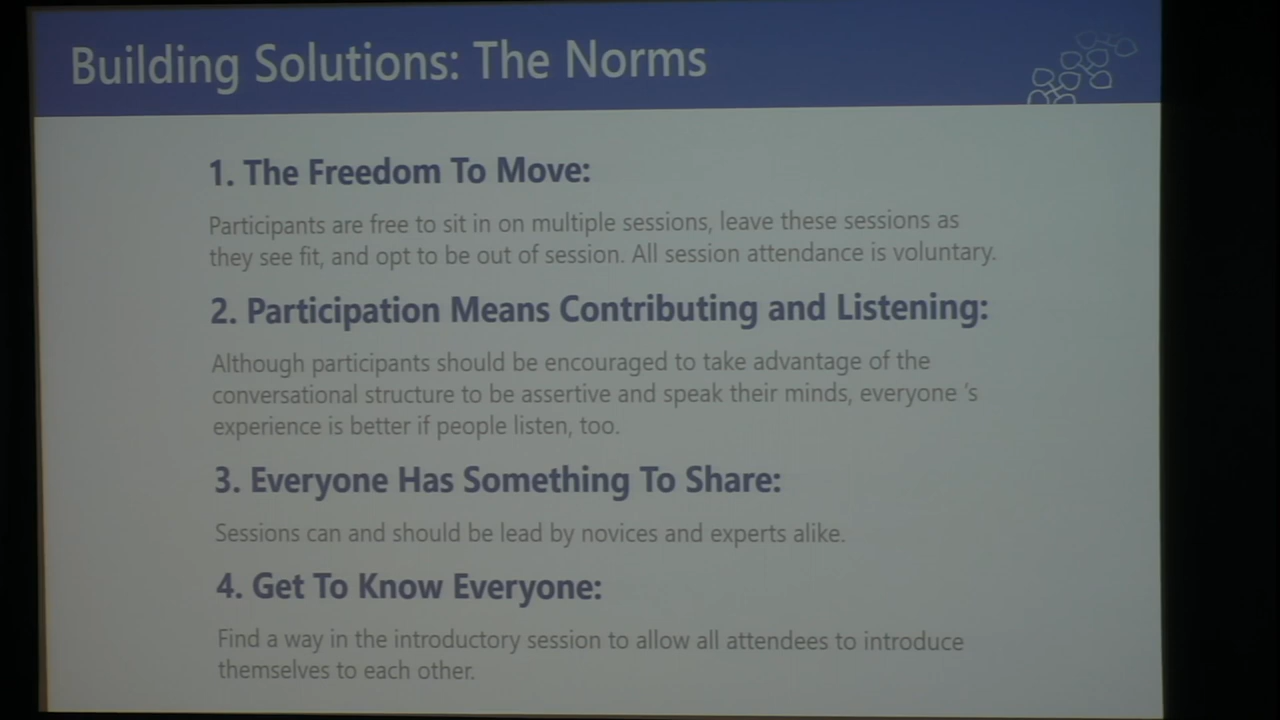 Building Solutions: The Norms
1. The Freedom To Move:
Participants are free to sit in on multiple sessions, leave these sessions as
they see fit, and opt to be out of session. All session attendance is voluntary.
2. Participation Means Contributing and Listening:
Although participants should be encouraged to take advantage of the
conversational structure to be assertive and speak their minds, everyone 's
experience is better if people listen, too.
3. Everyone Has Something To Share:
Sessions can and should be lead by novices and experts alike.
4. Get To Know Everyone:
Find a way in the introductory session to allow all attendees to introduce
themselves to each other.